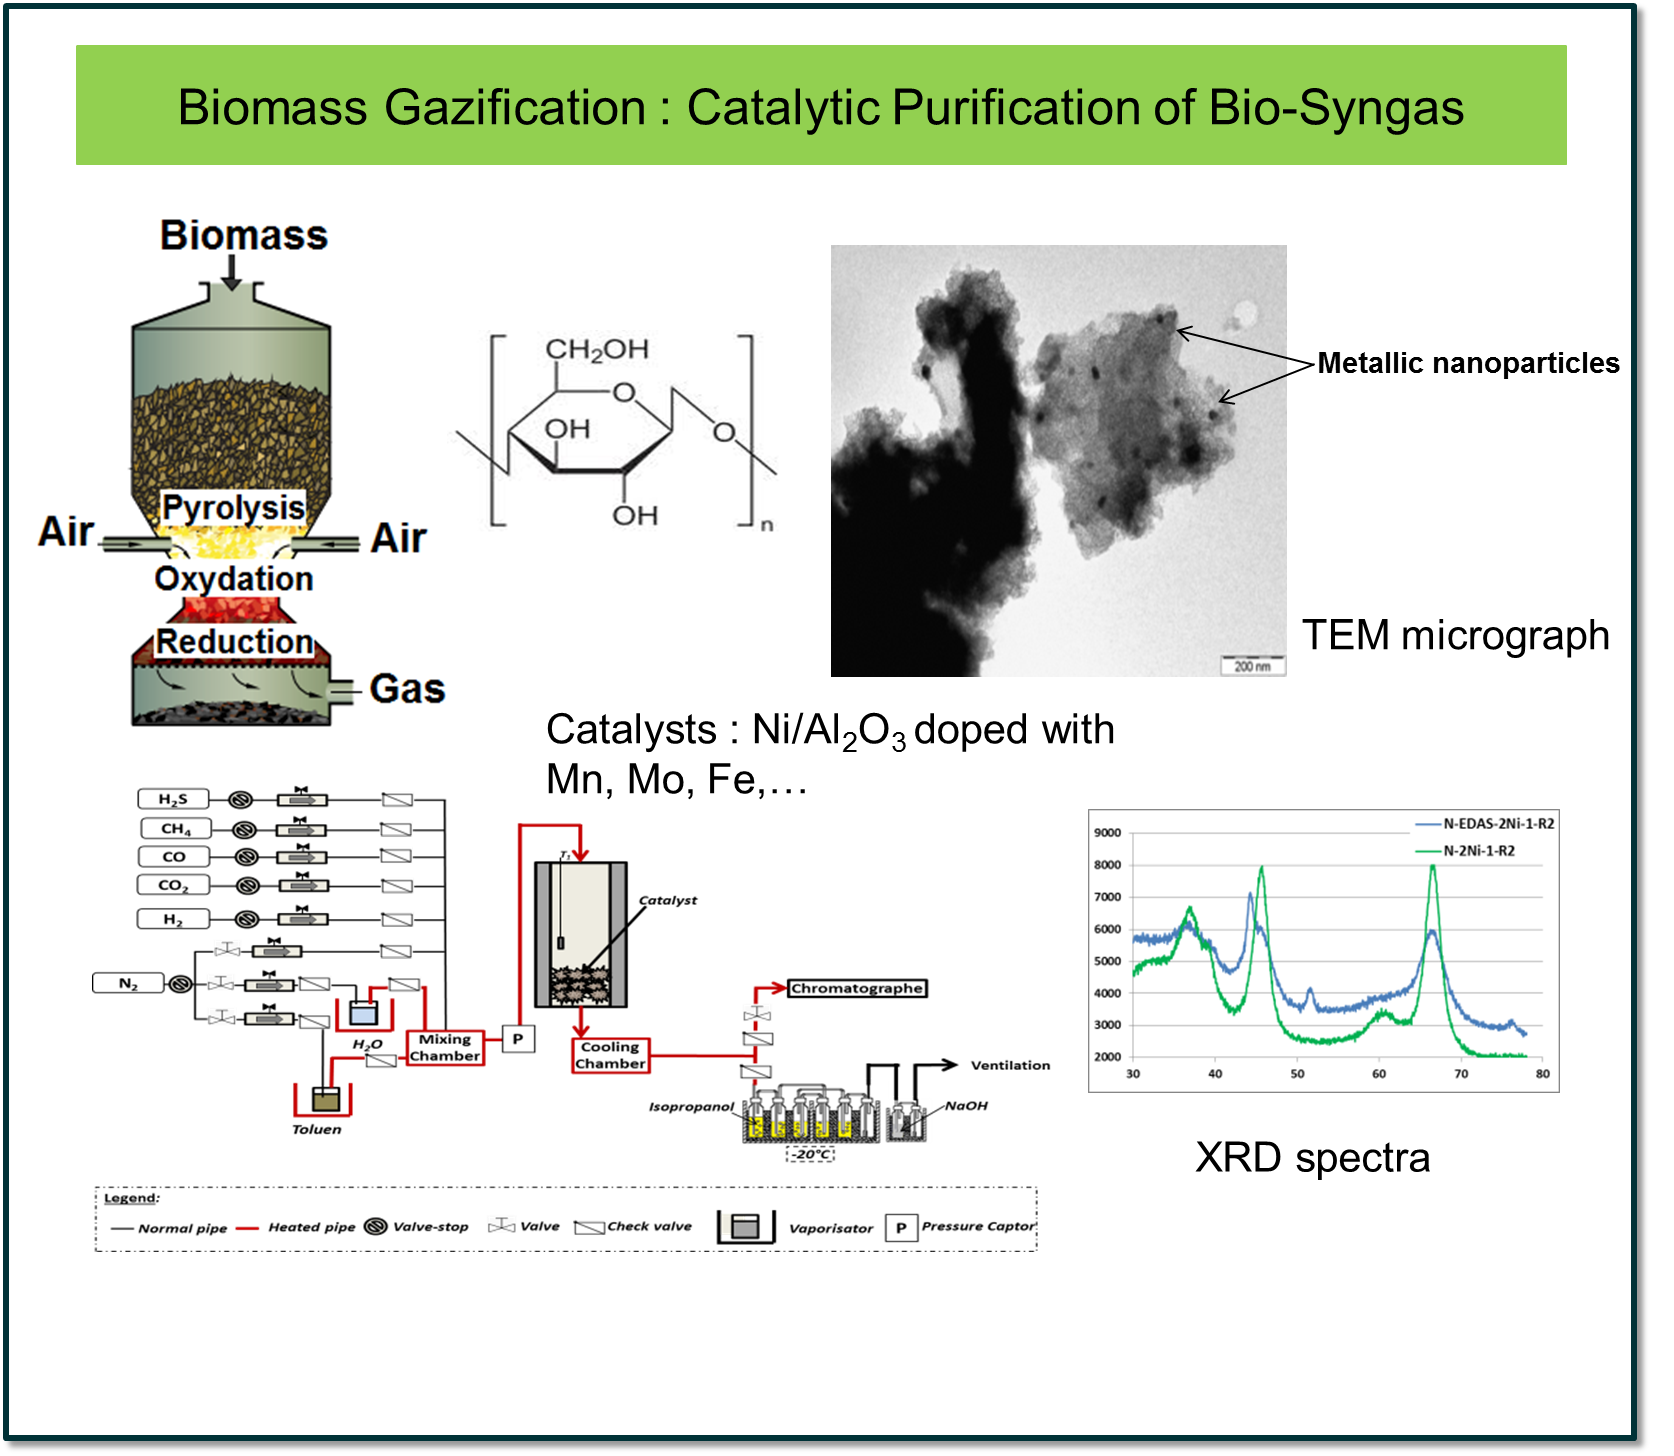 Biomass Gazification : Catalytic Purification of Bio-Syngas
Biomass
Pyrolysis
Air
Air
Oxydation
Reduction
Gas
CH₂OH
O
OH
O
OH
n
Metallic nanoparticles
200 nm
TEM micrograph
Catalysts : Ni/Al₂O₃ doped with
Mn, Mo, Fe,…
H₂S
CH₄
CO
CO₂
H₂
N₂
H₂O
Toluen
Mixing
Chamber
P
T₁
Catalyst
Cooling
Chamber
Chromatographe
Ventilation
Isopropanol
NaOH
-20°C
Legend:
Normal pipe
Heated pipe
Valve-stop
Valve
Check valve
Vaporisator
P
Pressure Captor
N-EDAS-2Ni-1-R2
N-2Ni-1-R2
9000
8000
7000
6000
5000
4000
3000
2000
30 40 50 60 70 80
XRD spectra